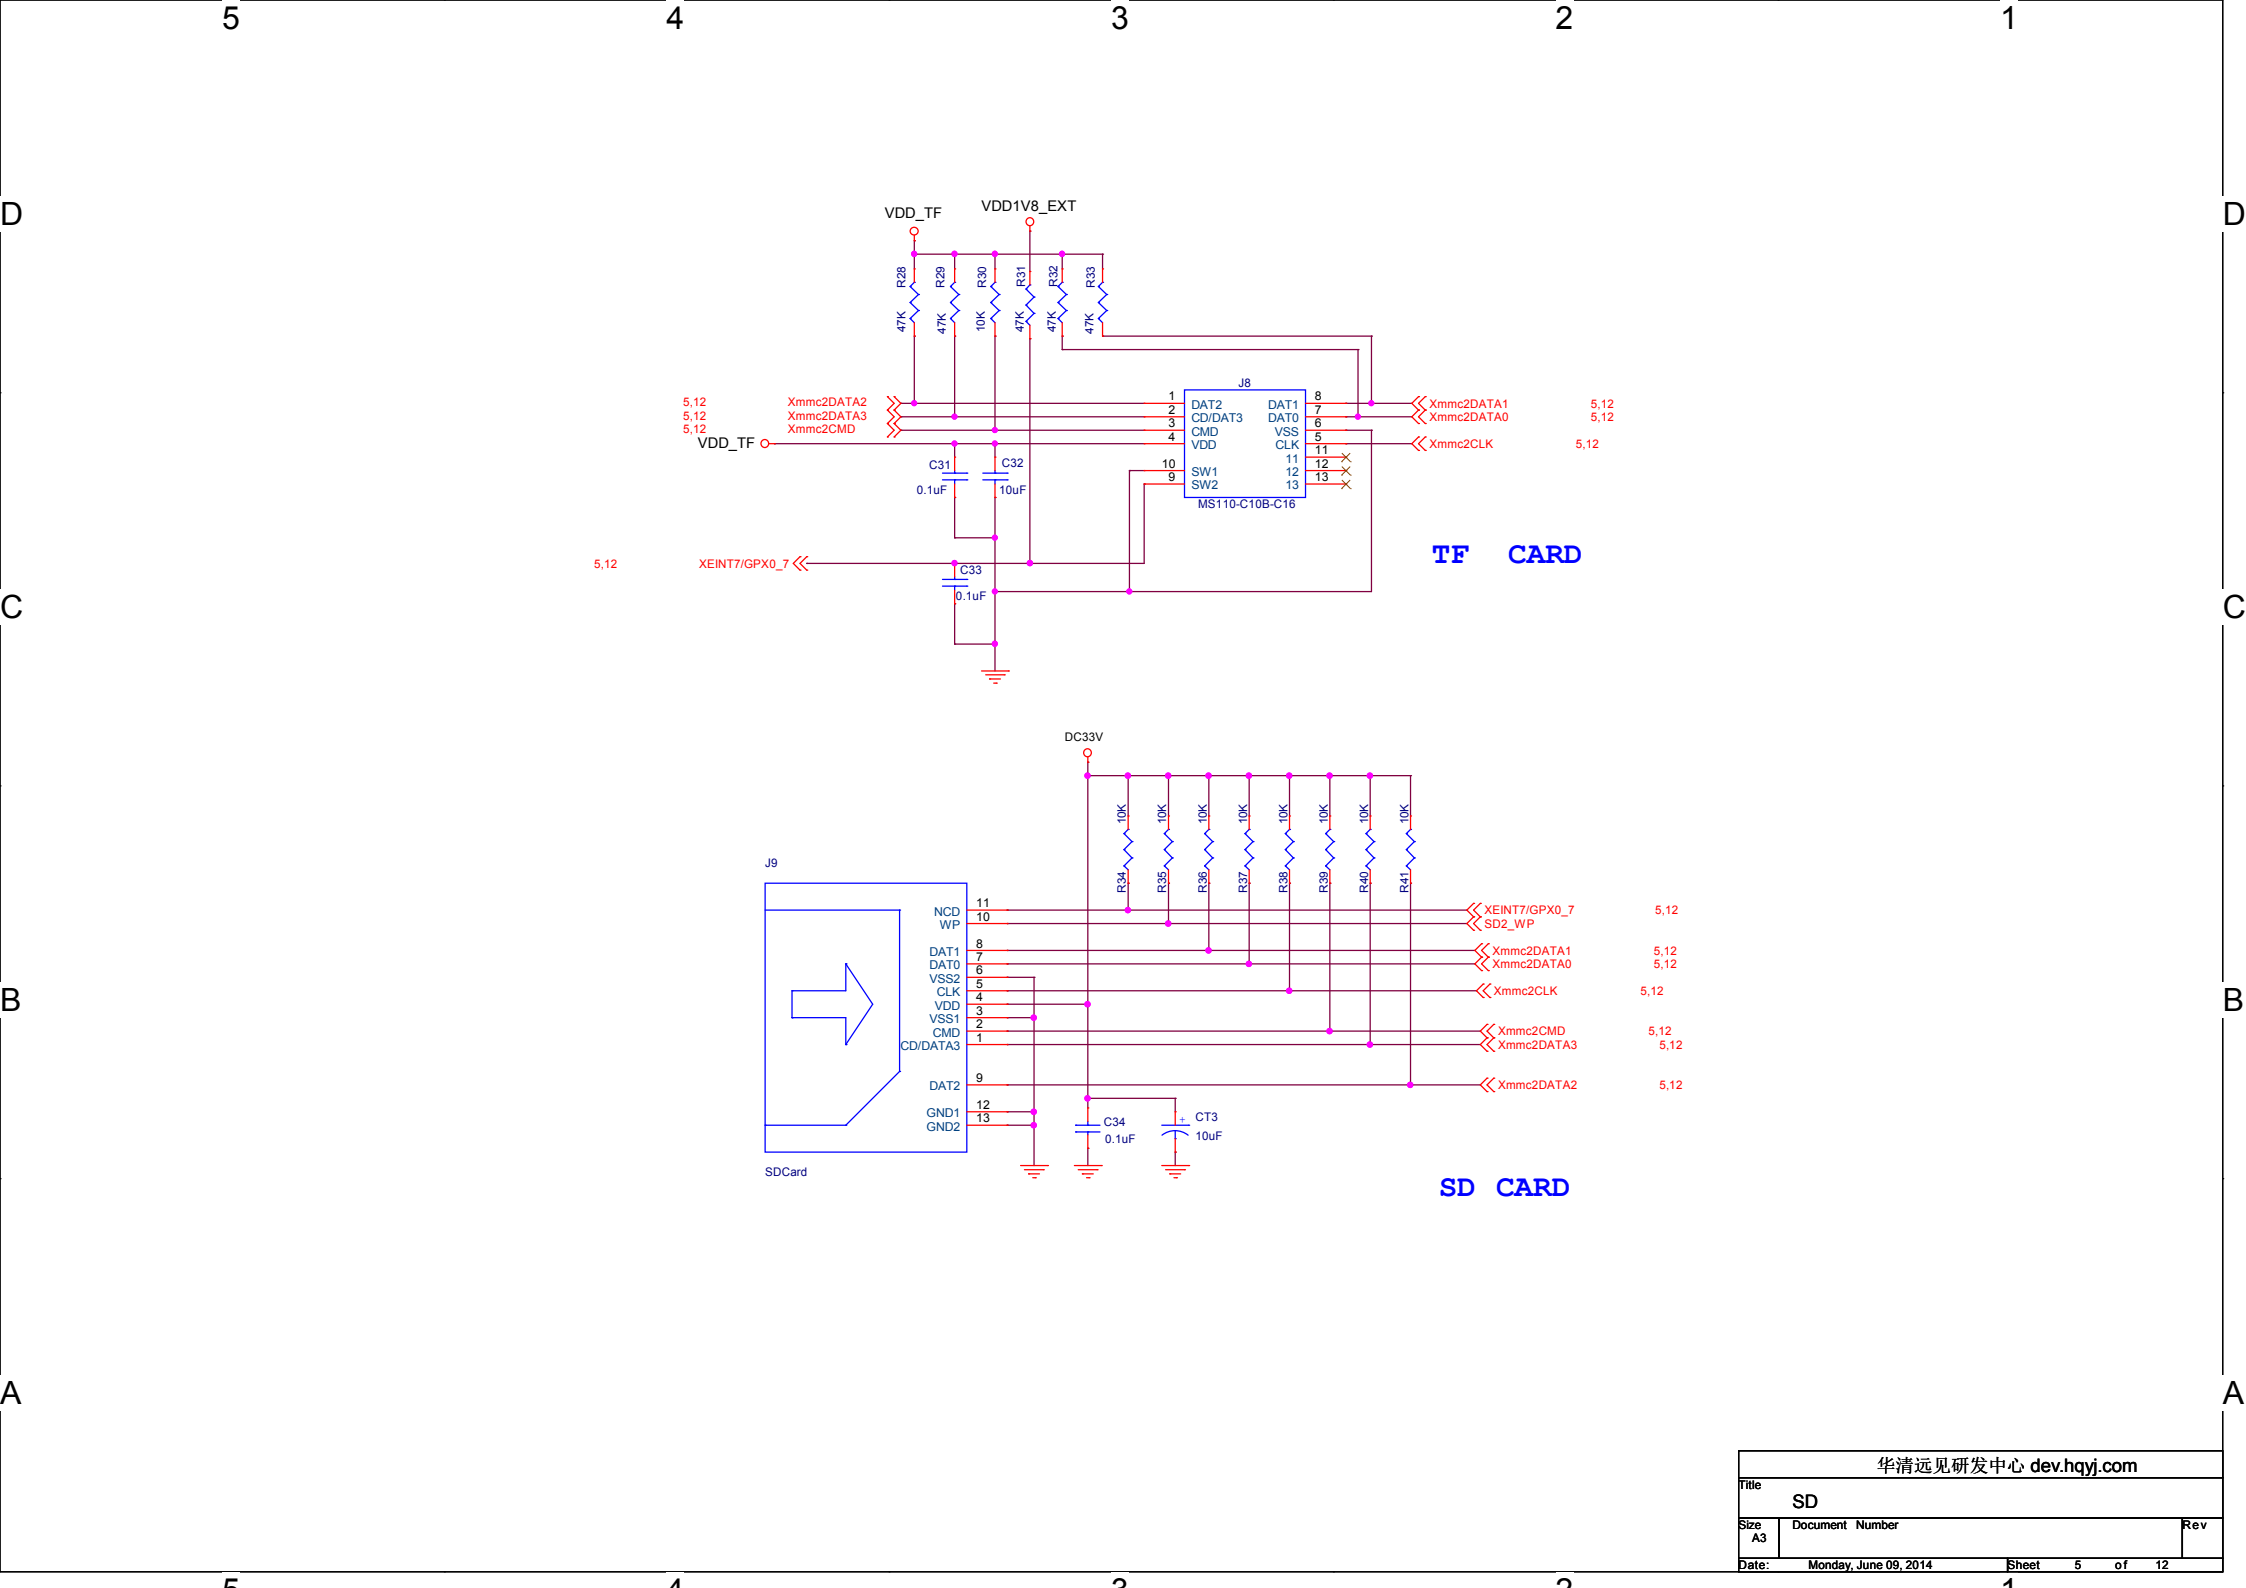 5 4 3 2 1
D D
VDD_TF VDD1V8_EXT
R28 R29 R30 R31 R32 R33
47K 47K 10K 47K 47K 47K
J8
5,12 Xmmc2DATA2 1 DAT2 DAT1 8 Xmmc2DATA1 5,12
5,12 Xmmc2DATA3 2 CD/DAT3 DAT0 7 Xmmc2DATA0 5,12
5,12 Xmmc2CMD 3 CMD VSS 6
VDD_TF 4 VDD CLK 5 Xmmc2CLK 5,12
11 11
C31 C32 10 SW1 12 12
0.1uF 10uF 9 SW2 13 13
MS110-C10B-C16
TF CARD
5,12 XEINT7/GPX0_7
C33
0.1uF
C C
DC33V
10K 10K 10K 10K 10K 10K 10K 10K
R34 R35 R36 R37 R38 R39 R40 R41
J9
NCD 11 XEINT7/GPX0_7 5,12
WP 10 SD2_WP
DAT1 8 Xmmc2DATA1 5,12
DAT0 7 Xmmc2DATA0 5,12
VSS2 6
CLK 5 Xmmc2CLK 5,12
VDD 4
VSS1 3
CMD 2 Xmmc2CMD 5,12
CD/DATA3 1 Xmmc2DATA3 5,12
DAT2 9 Xmmc2DATA2 5,12
GND1 12
GND2 13
C34 + CT3
0.1uF 10uF
SDCard
SD CARD
B B
A A
华清远见研发中心 dev.hqyj.com
Title
SD
Size Document Number Rev
A3
Date: Monday, June 09, 2014 Sheet 5 of 12
5 4 3 2 1